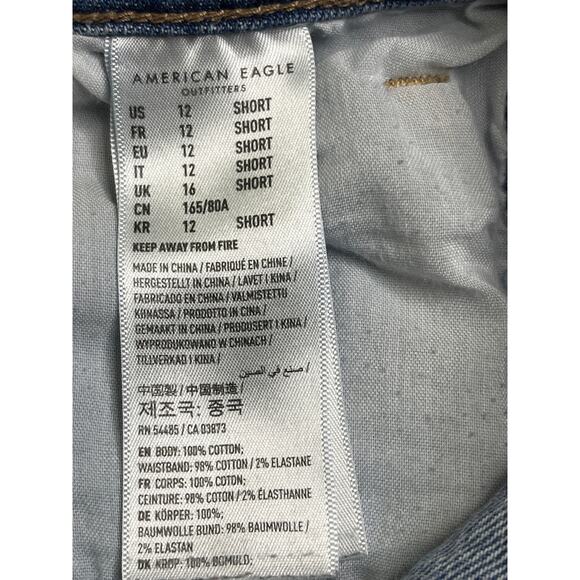 AMERICAN EAGLE
OUTFITTERS
US 12 SHORT
FR 12 SHORT
EU 12 SHORT
IT 12 SHORT
UK 16 SHORT
CN 165/80A
KR 12 SHORT
KEEP AWAY FROM FIRE
MADE IN CHINA / FABRIQUÉ EN CHINE /
HERGESTELLT IN CHINA / LAVET I KINA /
FABRICADO EN CHINA / VALMISTETTU
KIINASSA / PRODOTTO IN CINA /
GEMAAKT IN CHINA / PRODUSERT I KINA /
WYPRODUKOWANO W CHINACH /
TILLVERKAD I KINA /
صنع في الصين /
中国製 / 中国制造 /
제조국: 중국
RN 54485 / CA 03873
EN BODY: 100% COTTON;
WAISTBAND: 98% COTTON / 2% ELASTANE
FR CORPS: 100% COTON;
CEINTURE: 98% COTON / 2% ÉLASTHANNE
DE KÖRPER: 100%;
BAUMWOLLE BUND: 98% BAUMWOLLE /
2% ELASTAN
DK KROP: 100% BOMULD;